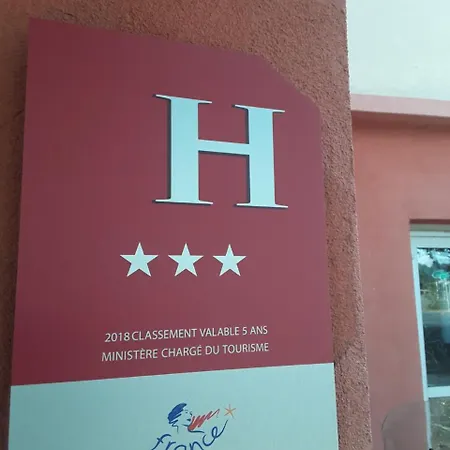 H
★★★
2018 CLASSEMENT VALABLE 5 ANS
MINISTÈRE CHARGÉ DU TOURISME
france